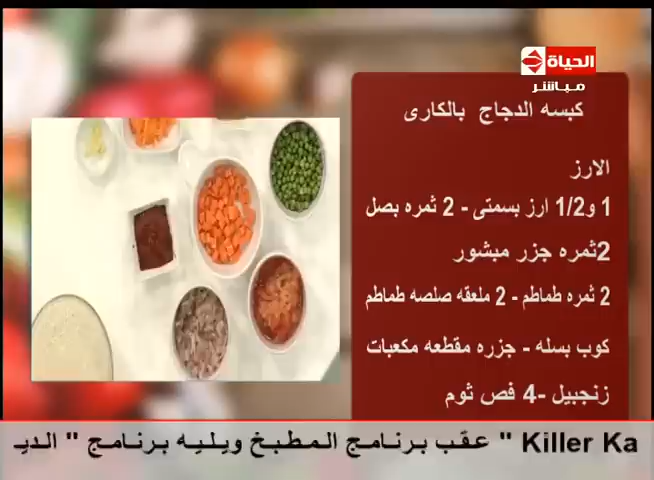 الحياة
مباشر
كبسه الدجاج بالكارى
الارز
1 و1/2 ارز بسمتى - 2 ثمره بصل
2ثمره جزر مبشور
2 ثمره طماطم - 2 ملعقه صلصه طماطم
كوب بسله - جزره مقطعه مكعبات
زنجبيل -4 فص ثوم
Killer Ka " عقب برنامج المطبخ ويليه برنامج " الديـ